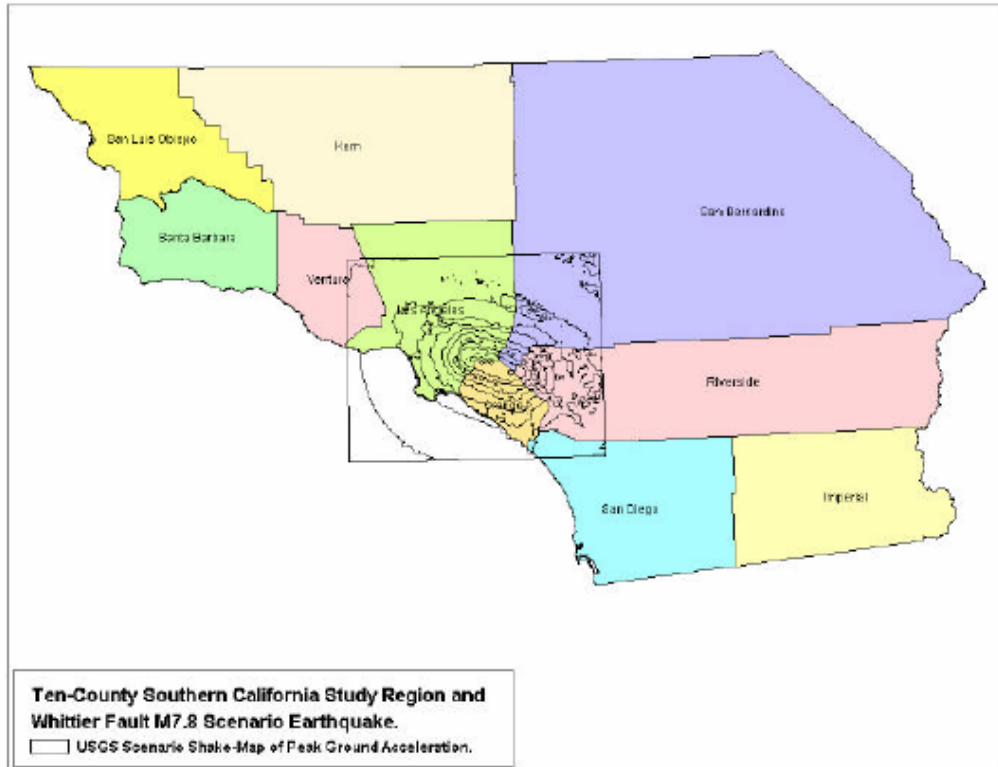 San Luis Obispo
Kern
San Bernardino
Santa Barbara
Ventura
Los Angeles
Riverside
Orange
San Diego
Imperial
Ten-County Southern California Study Region and
Whittier Fault M7.8 Scenario Earthquake.
USGS Scenario Shake-Map of Peak Ground Acceleration.